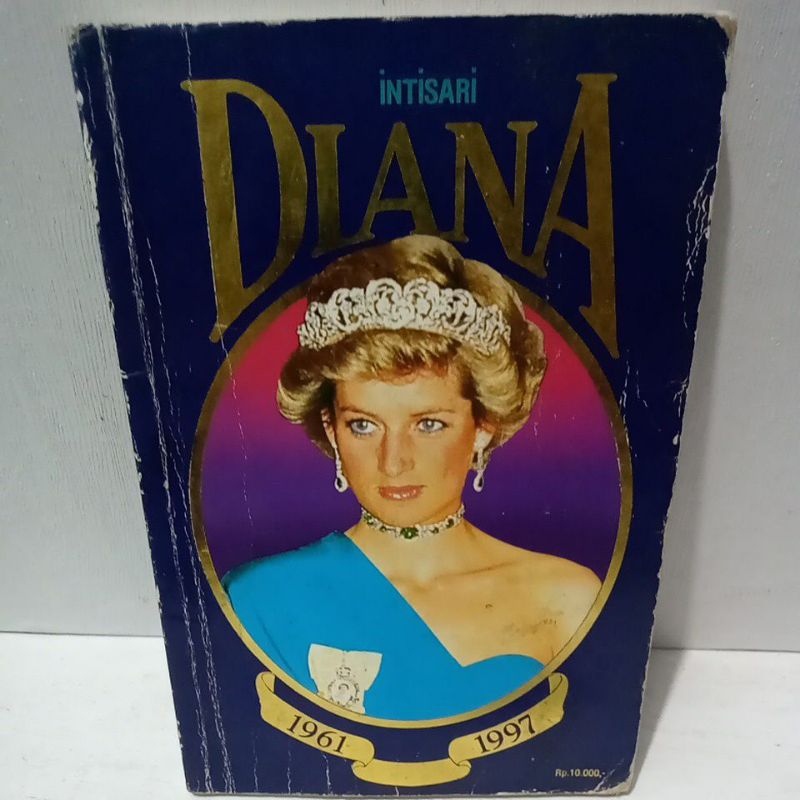 iNTiSARi
DIANA
1961 1997
Rp.10.000,-